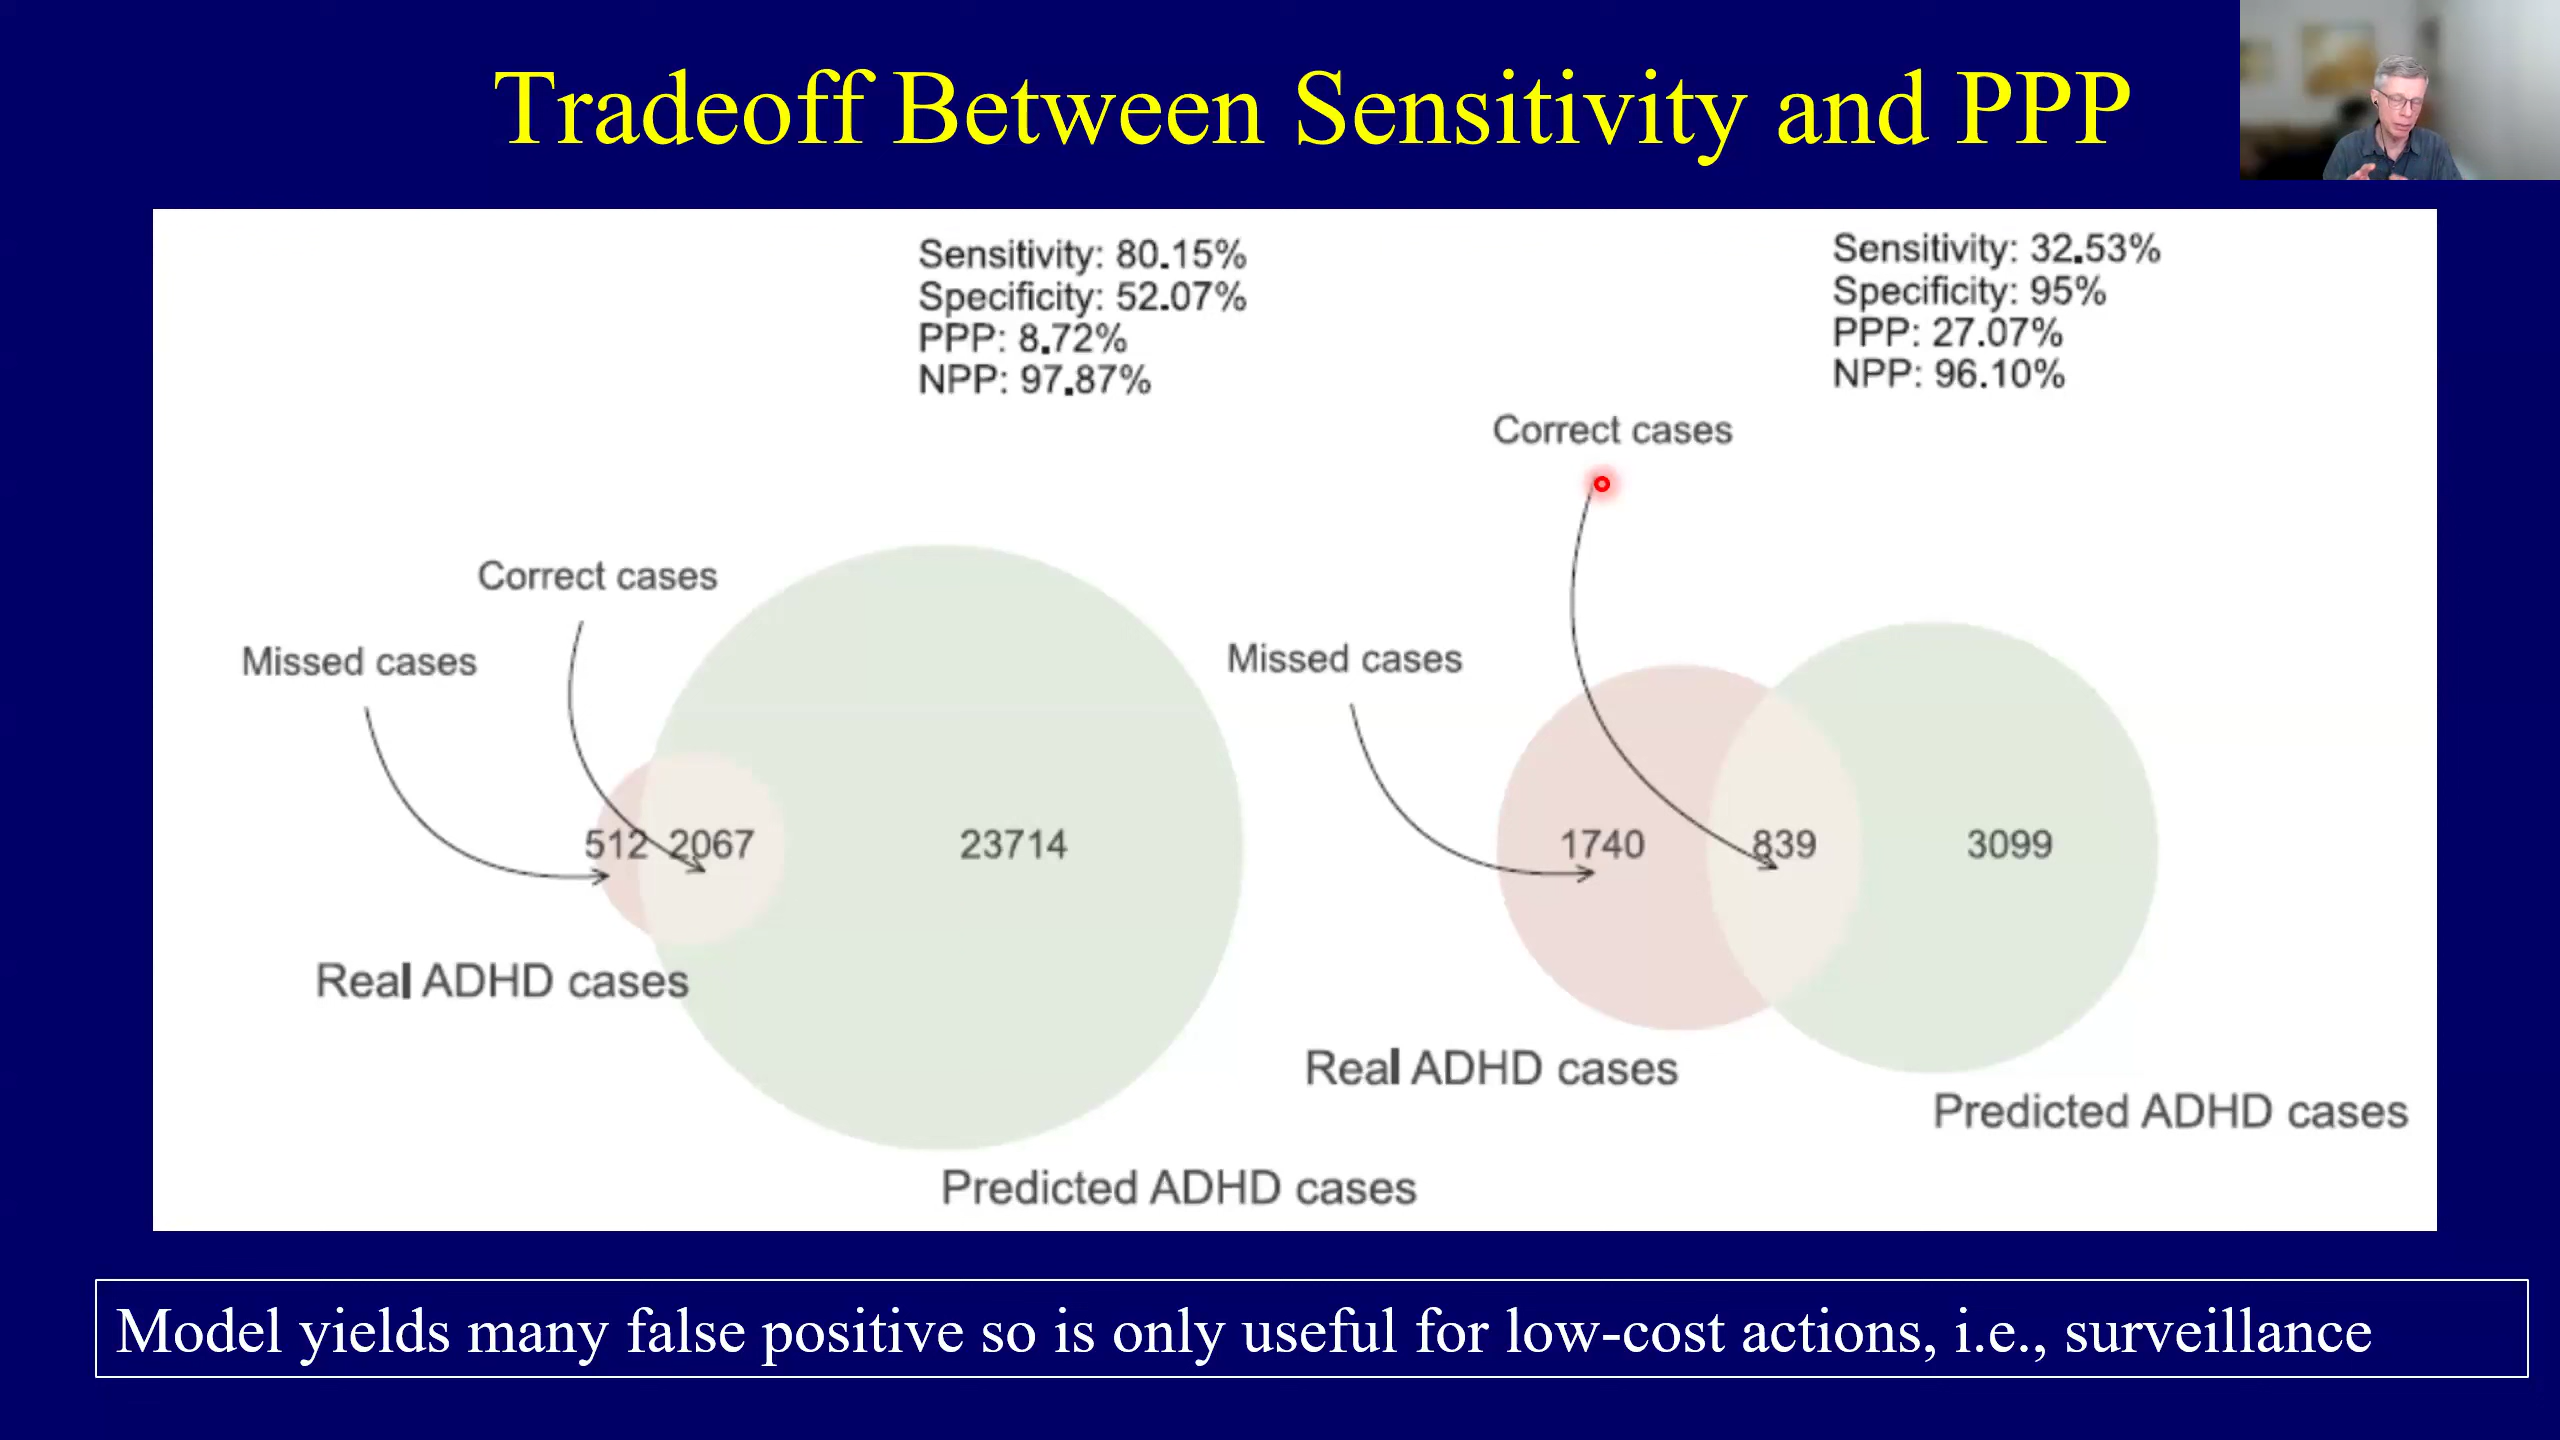 Tradeoff Between Sensitivity and PPP
Sensitivity: 80.15%
Specificity: 52.07%
PPP: 8.72%
NPP: 97.87%
Correct cases
Missed cases
512
2067
23714
Real ADHD cases
Predicted ADHD cases
Sensitivity: 32.53%
Specificity: 95%
PPP: 27.07%
NPP: 96.10%
Correct cases
Missed cases
1740
839
3099
Real ADHD cases
Predicted ADHD cases
Model yields many false positive so is only useful for low-cost actions, i.e., surveillance